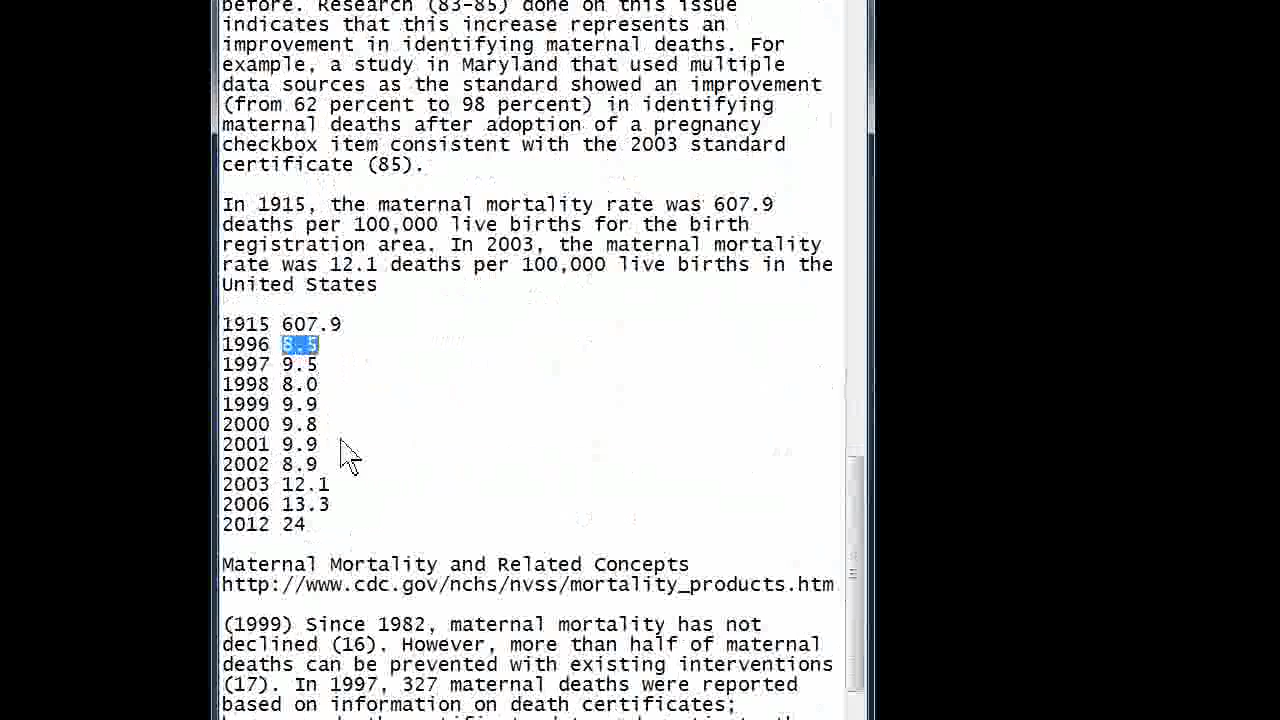 before. Research (83-85) done on this issue
indicates that this increase represents an
improvement in identifying maternal deaths. For
example, a study in Maryland that used multiple
data sources as the standard showed an improvement
(from 62 percent to 98 percent) in identifying
maternal deaths after adoption of a pregnancy
checkbox item consistent with the 2003 standard
certificate (85).
In 1915, the maternal mortality rate was 607.9
deaths per 100,000 live births for the birth
registration area. In 2003, the maternal mortality
rate was 12.1 deaths per 100,000 live births in the
United States
1915 607.9
1996 8.5
1997 9.5
1998 8.0
1999 9.9
2000 9.8
2001 9.9
2002 8.9
2003 12.1
2006 13.3
2012 24
Maternal Mortality and Related Concepts
http://www.cdc.gov/nchs/nvss/mortality_products.htm
(1999) Since 1982, maternal mortality has not
declined (16). However, more than half of maternal
deaths can be prevented with existing interventions
(17). In 1997, 327 maternal deaths were reported
based on information on death certificates;